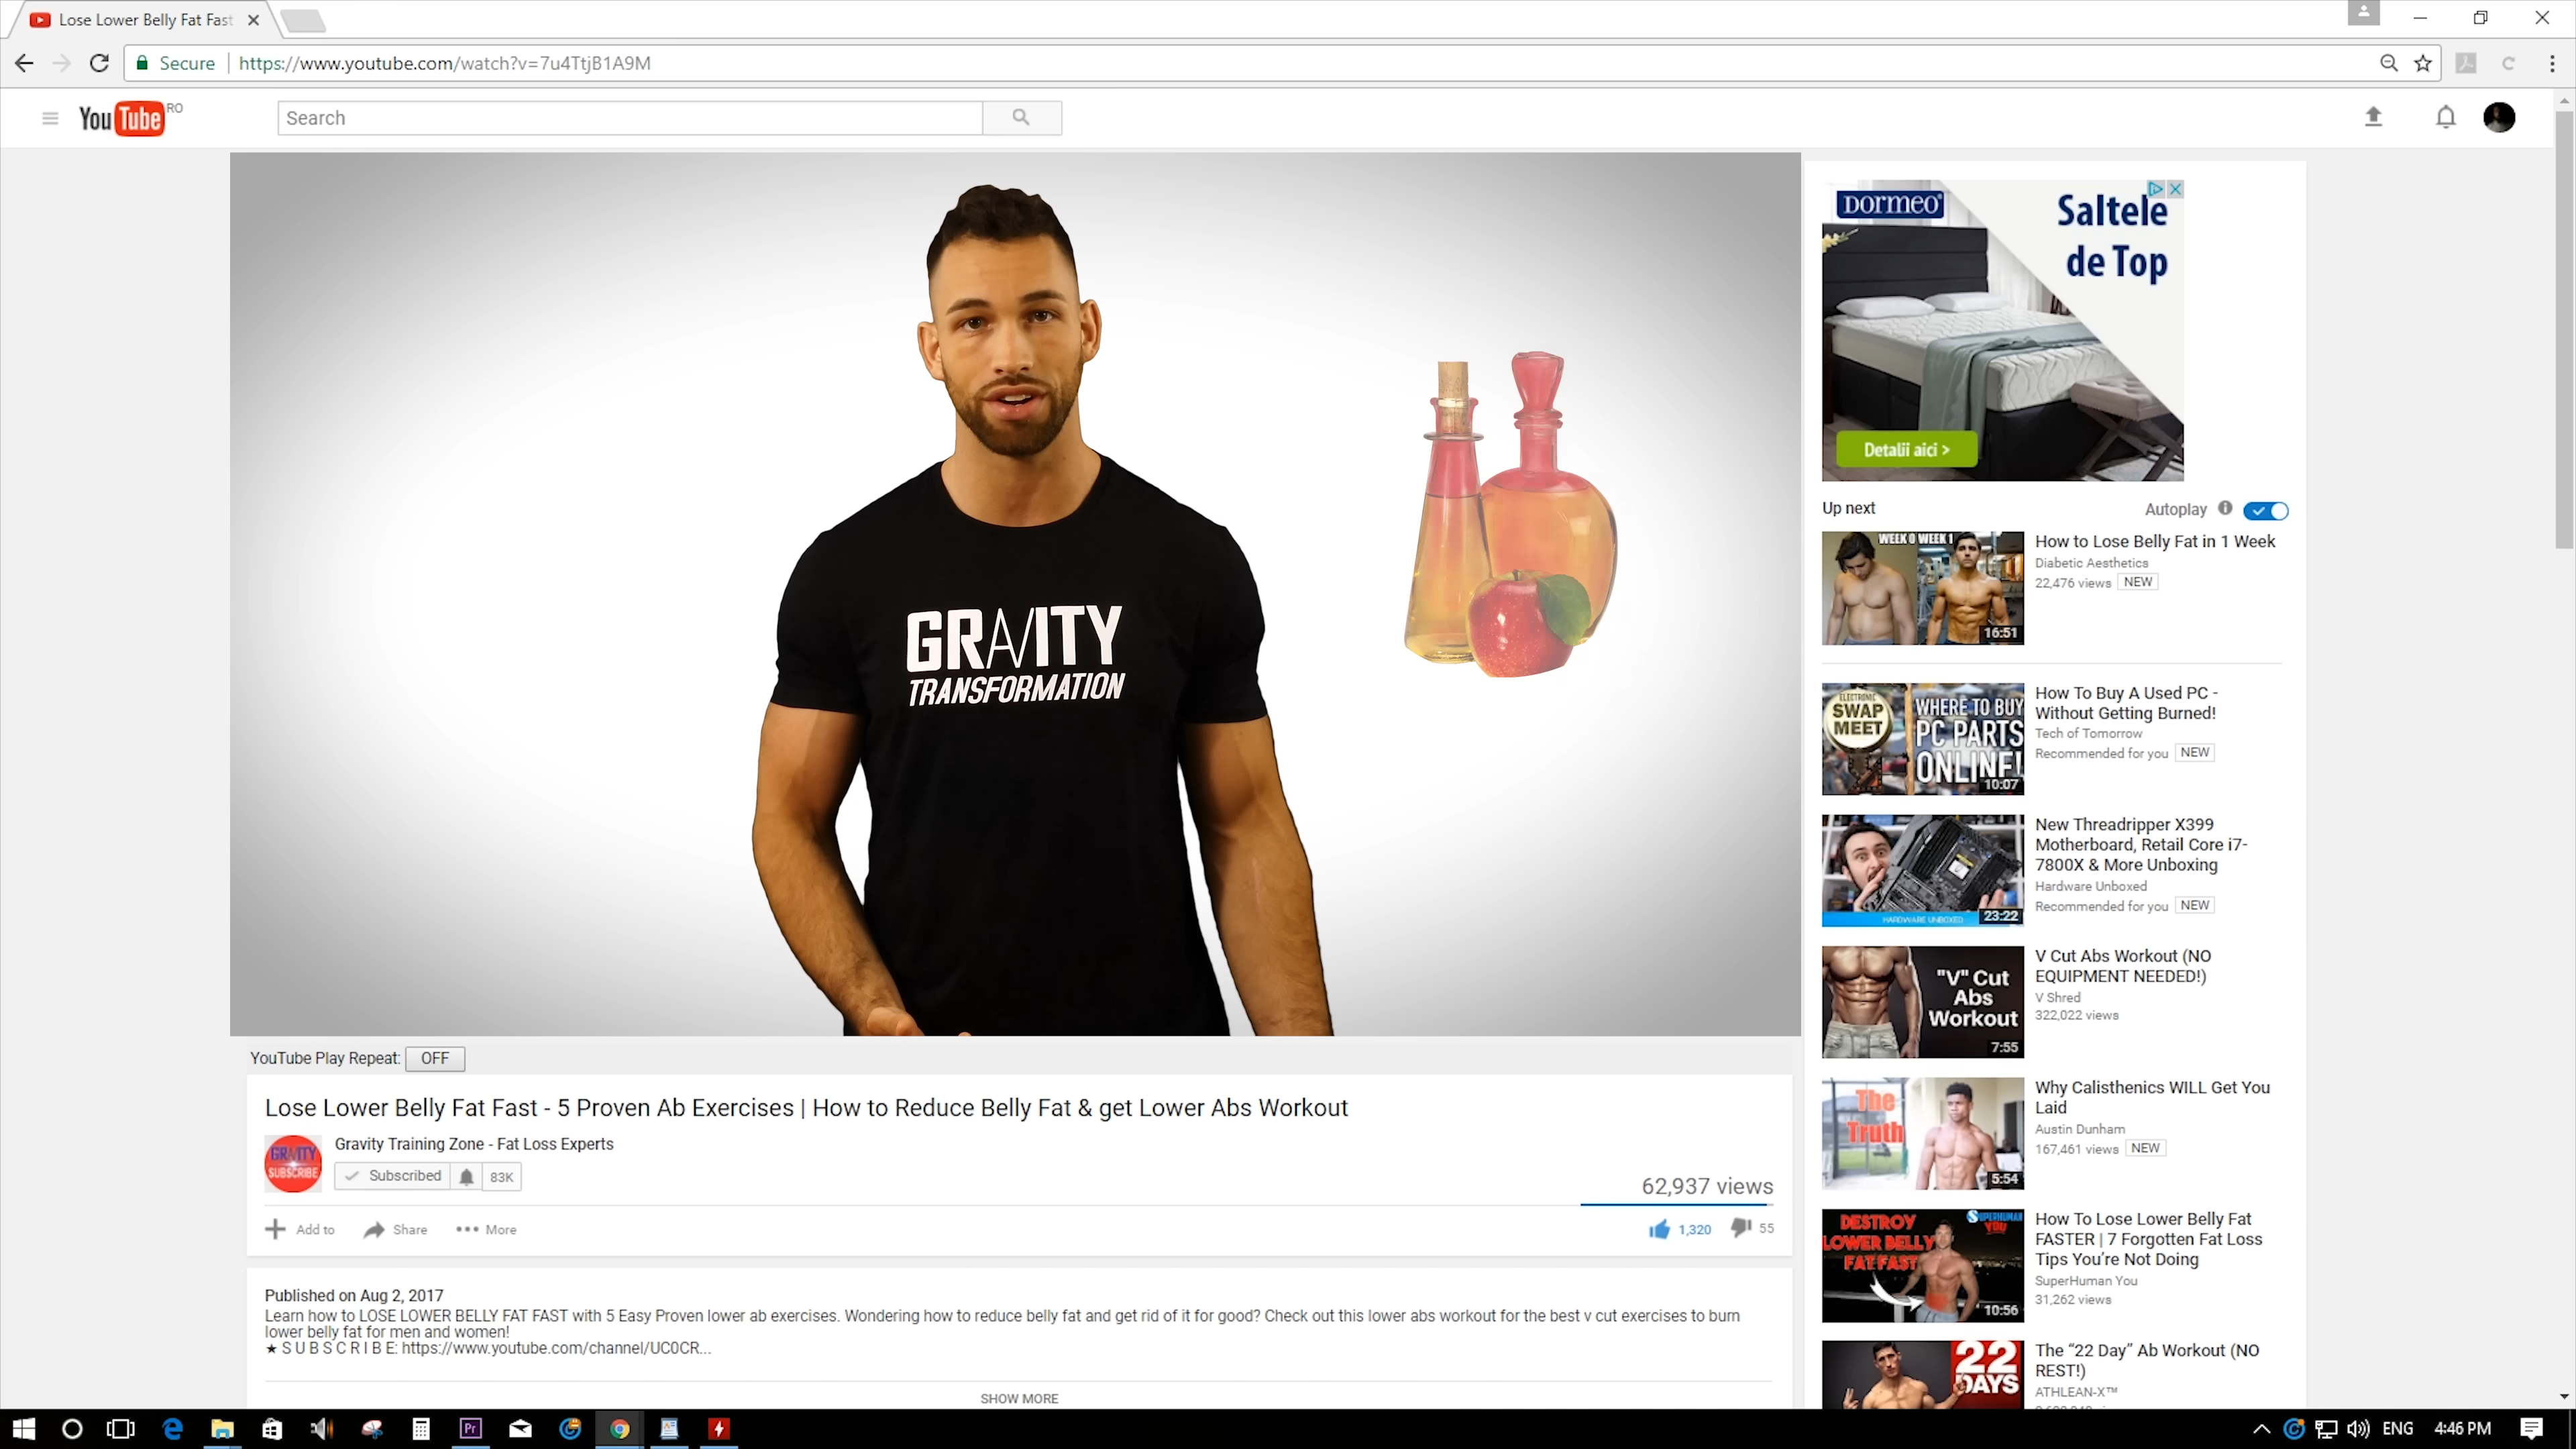 Lose Lower Belly Fat Fast
Secure
https://www.youtube.com/watch?v=7u4TtjB1A9M
YouTube RO
Search
GRAVITY
TRANSFORMATION
DORMEO
Saltele
de Top
Detalii aici >
Up next
Autoplay
WEEK 0 WEEK 1
16:51
How to Lose Belly Fat in 1 Week
Diabetic Aesthetics
22,476 views NEW
ELECTRONIC
SWAP
MEET
WHERE TO BUY
PC PARTS
ONLINE!
10:07
How To Buy A Used PC -
Without Getting Burned!
Tech of Tomorrow
Recommended for you NEW
HARDWARE UNBOXED
23:22
New Threadripper X399
Motherboard, Retail Core i7-
7800X & More Unboxing
Hardware Unboxed
Recommended for you NEW
"V" Cut
Abs
Workout
7:55
V Cut Abs Workout (NO
EQUIPMENT NEEDED!)
V Shred
322,022 views
The
Truth
5:54
Why Calisthenics WILL Get You
Laid
Austin Dunham
167,461 views NEW
SUPERHUMAN
YOU
DESTROY
LOWER BELLY
FAT FAST
10:56
How To Lose Lower Belly Fat
FASTER | 7 Forgotten Fat Loss
Tips You're Not Doing
SuperHuman You
31,262 views
22
DAYS
The "22 Day" Ab Workout (NO
REST!)
ATHLEAN-X™
YouTube Play Repeat: OFF
Lose Lower Belly Fat Fast - 5 Proven Ab Exercises | How to Reduce Belly Fat & get Lower Abs Workout
GRAVITY
SUBSCRIBE
Gravity Training Zone - Fat Loss Experts
Subscribed 83K
62,937 views
Add to Share More
1,320 55
Published on Aug 2, 2017
Learn how to LOSE LOWER BELLY FAT FAST with 5 Easy Proven lower ab exercises. Wondering how to reduce belly fat and get rid of it for good? Check out this lower abs workout for the best v cut exercises to burn
lower belly fat for men and women!
★ S U B S C R I B E: https://www.youtube.com/channel/UC0CR...
SHOW MORE
Pr
ENG 4:46 PM